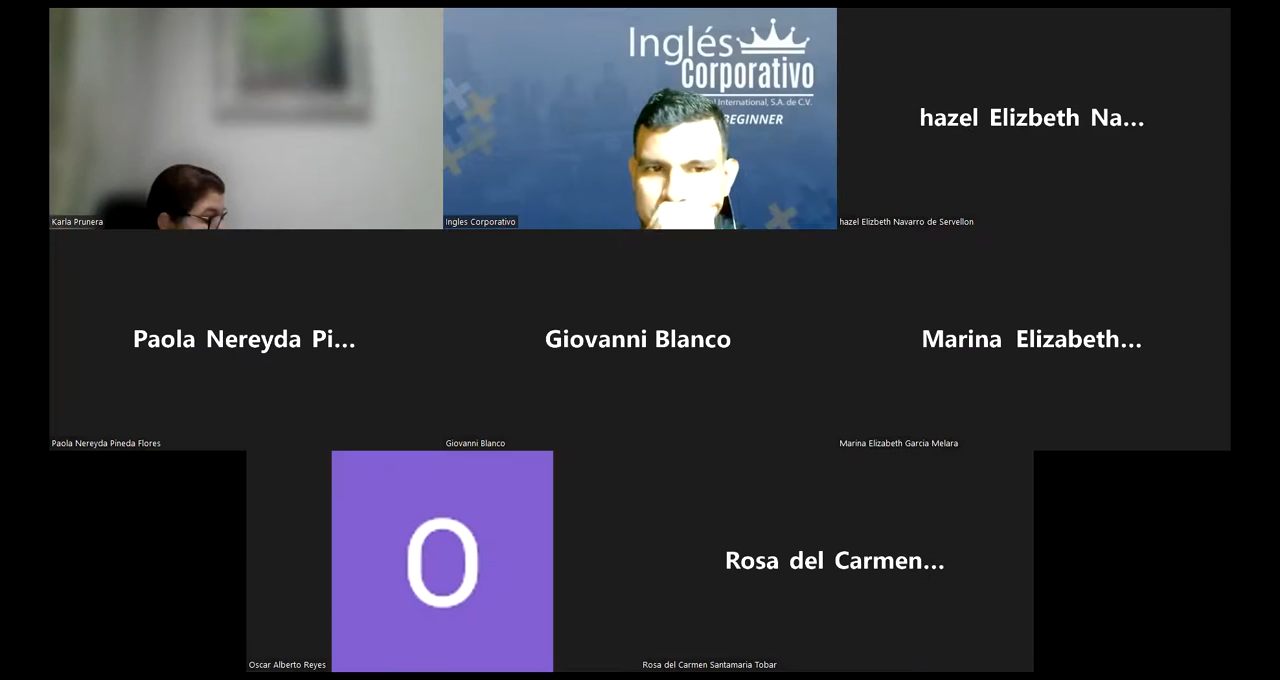 Inglés
Corporativo
l International, S.A. de C.V.
BEGINNER
hazel Elizbeth Na...
Karla Prunera
Ingles Corporativo
hazel Elizbeth Navarro de Servellon
Paola Nereyda Pi...
Giovanni Blanco
Marina Elizabeth...
Paola Nereyda Pineda Flores
Giovanni Blanco
Marina Elizabeth Garcia Melara
O
Rosa del Carmen...
Oscar Alberto Reyes
Rosa del Carmen Santamaria Tobar